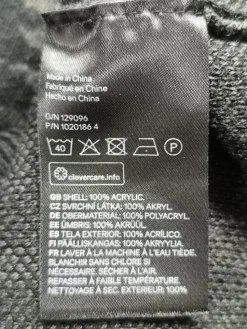 Made in China
Fabriqué en Chine
Hecho en China
O/N 129096
P/N 1020186 4
40
P
clevercare.info
GB SHELL: 100% ACRYLIC.
CZ SVRCHNÍ LÁTKA: 100% AKRYL.
DE OBERMATERIAL: 100% POLYACRYL.
EE ÜMBRIS: 100% AKRÜÜL.
ES TELA EXTERIOR: 100% ACRÍLICO.
FI PÄÄLLISKANGAS: 100% AKRYYLIA.
FR LAVER À LA MACHINE À L'EAU TIÈDE.
BLANCHIR SANS CHLORE SI
NÉCESSAIRE. SÉCHER À L'AIR.
REPASSER À FAIBLE TEMPÉRATURE.
NETTOYAGE À SEC. EXTERIEUR: 100%